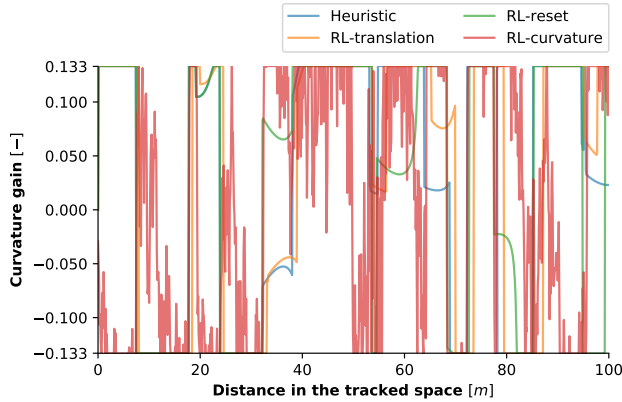 Heuristic
RL-translation
RL-reset
RL-curvature
Curvature gain [−]
0.133
0.100
0.050
0.000
−0.050
−0.100
−0.133
0
20
40
60
80
100
Distance in the tracked space [m]